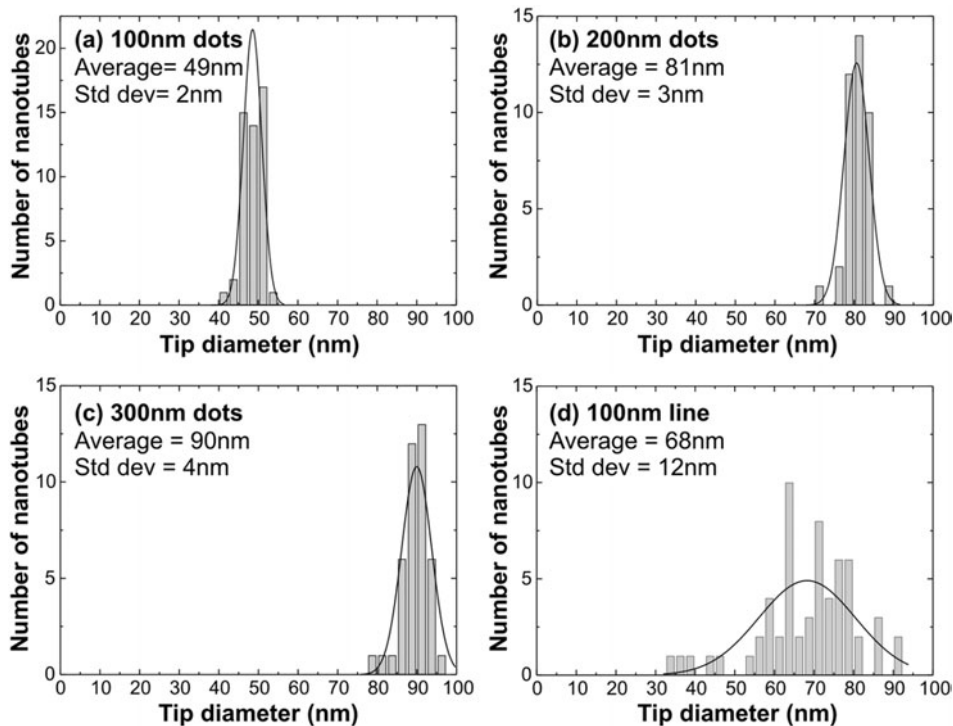 (a) 100nm dots
Average= 49nm
Std dev= 2nm
Number of nanotubes
20
15
10
5
0
0 10 20 30 40 50 60 70 80 90 100
Tip diameter (nm)
(b) 200nm dots
Average = 81nm
Std dev = 3nm
Number of nanotubes
15
10
5
0
0 10 20 30 40 50 60 70 80 90 100
Tip diameter (nm)
(c) 300nm dots
Average = 90nm
Std dev = 4nm
Number of nanotubes
15
10
5
0
0 10 20 30 40 50 60 70 80 90 100
Tip diameter (nm)
(d) 100nm line
Average = 68nm
Std dev = 12nm
Number of nanotubes
15
10
5
0
0 10 20 30 40 50 60 70 80 90 100
Tip diameter (nm)